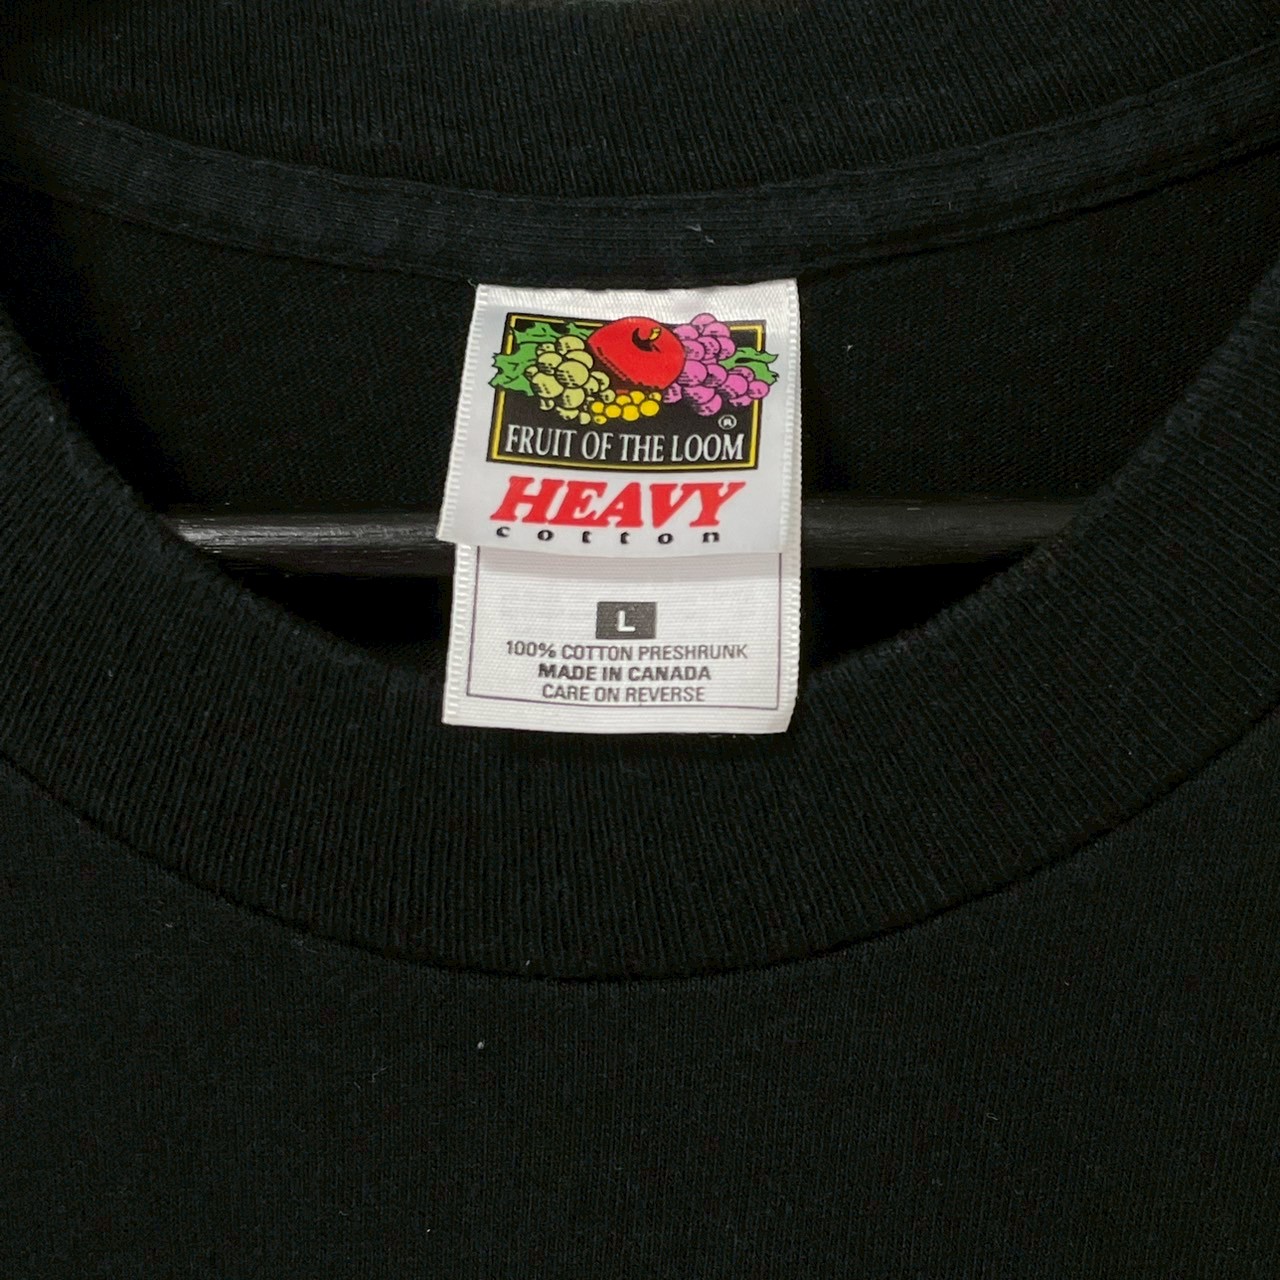 ®
FRUIT OF THE LOOM
HEAVY
cotton
L
100% COTTON PRESHRUNK
MADE IN CANADA
CARE ON REVERSE